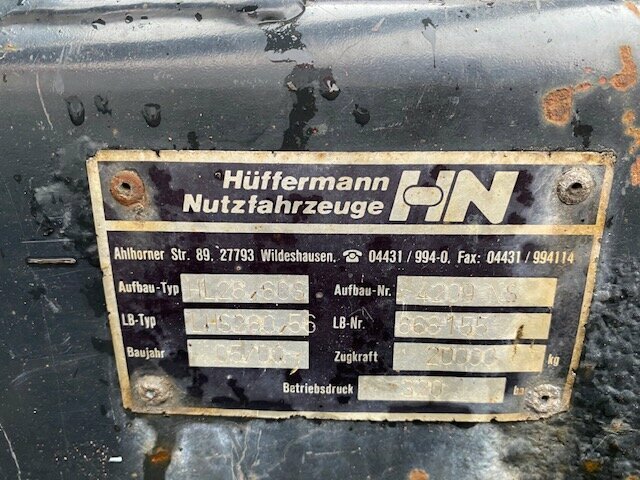 Hüffermann
Nutzfahrzeuge HN
Ahlhorner Str. 89, 27793 Wildeshausen, ☎ 04431 / 994-0, Fax: 04431 / 994114
Aufbau-Typ Aufbau-Nr.
LB-Typ LB-Nr. 666155
Baujahr Zugkraft 20000 kg
Betriebsdruck